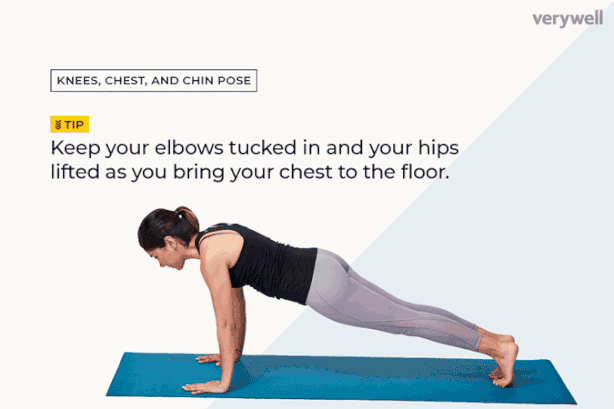 verywell
KNEES, CHEST, AND CHIN POSE
TIP
Keep your elbows tucked in and your hips
lifted as you bring your chest to the floor.